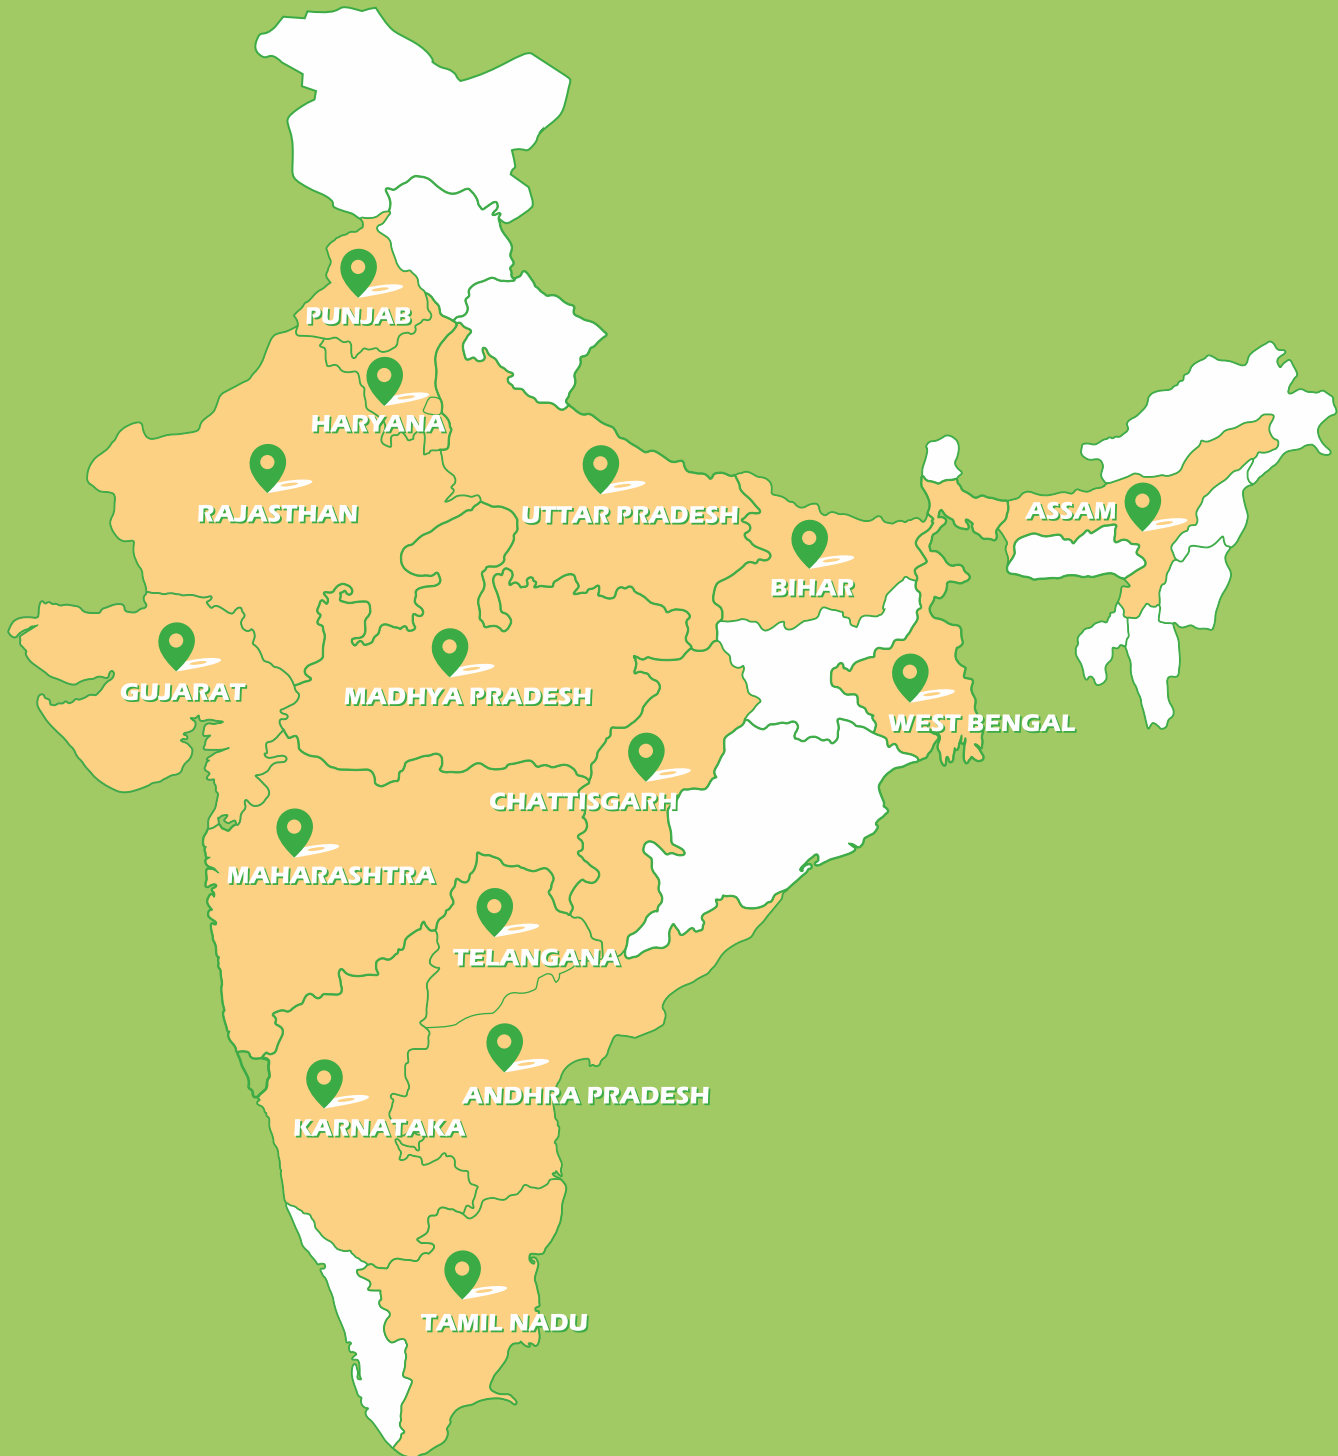 PUNJAB
HARYANA
RAJASTHAN
UTTAR PRADESH
ASSAM
BIHAR
GUJARAT
MADHYA PRADESH
WEST BENGAL
CHATTISGARH
MAHARASHTRA
TELANGANA
ANDHRA PRADESH
KARNATAKA
TAMIL NADU